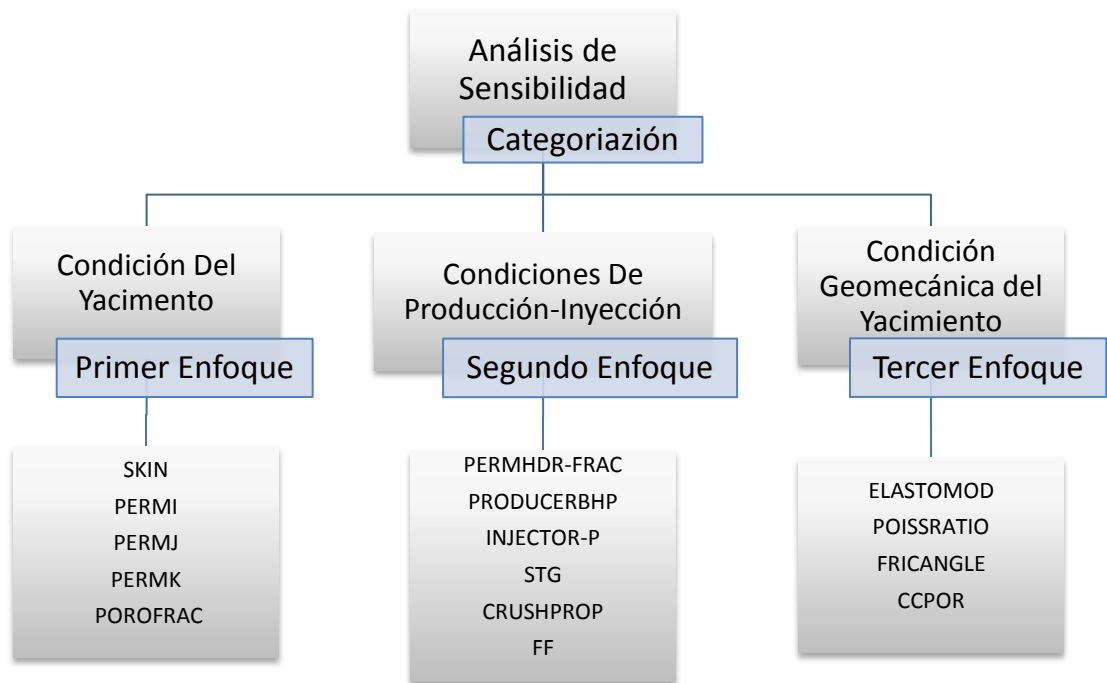 Análisis de
Sensibilidad
Categoriazión
Condición Del
Yacimento
Primer Enfoque
Condiciones De
Producción-Inyección
Segundo Enfoque
Condición
Geomecánica del
Yacimiento
Tercer Enfoque
SKIN
PERMI
PERMJ
PERMK
POROFRAC
PERMHDR-FRAC
PRODUCERBHP
INJECTOR-P
STG
CRUSHPROP
FF
ELASTOMOD
POISSRATIO
FRICANGLE
CCPOR